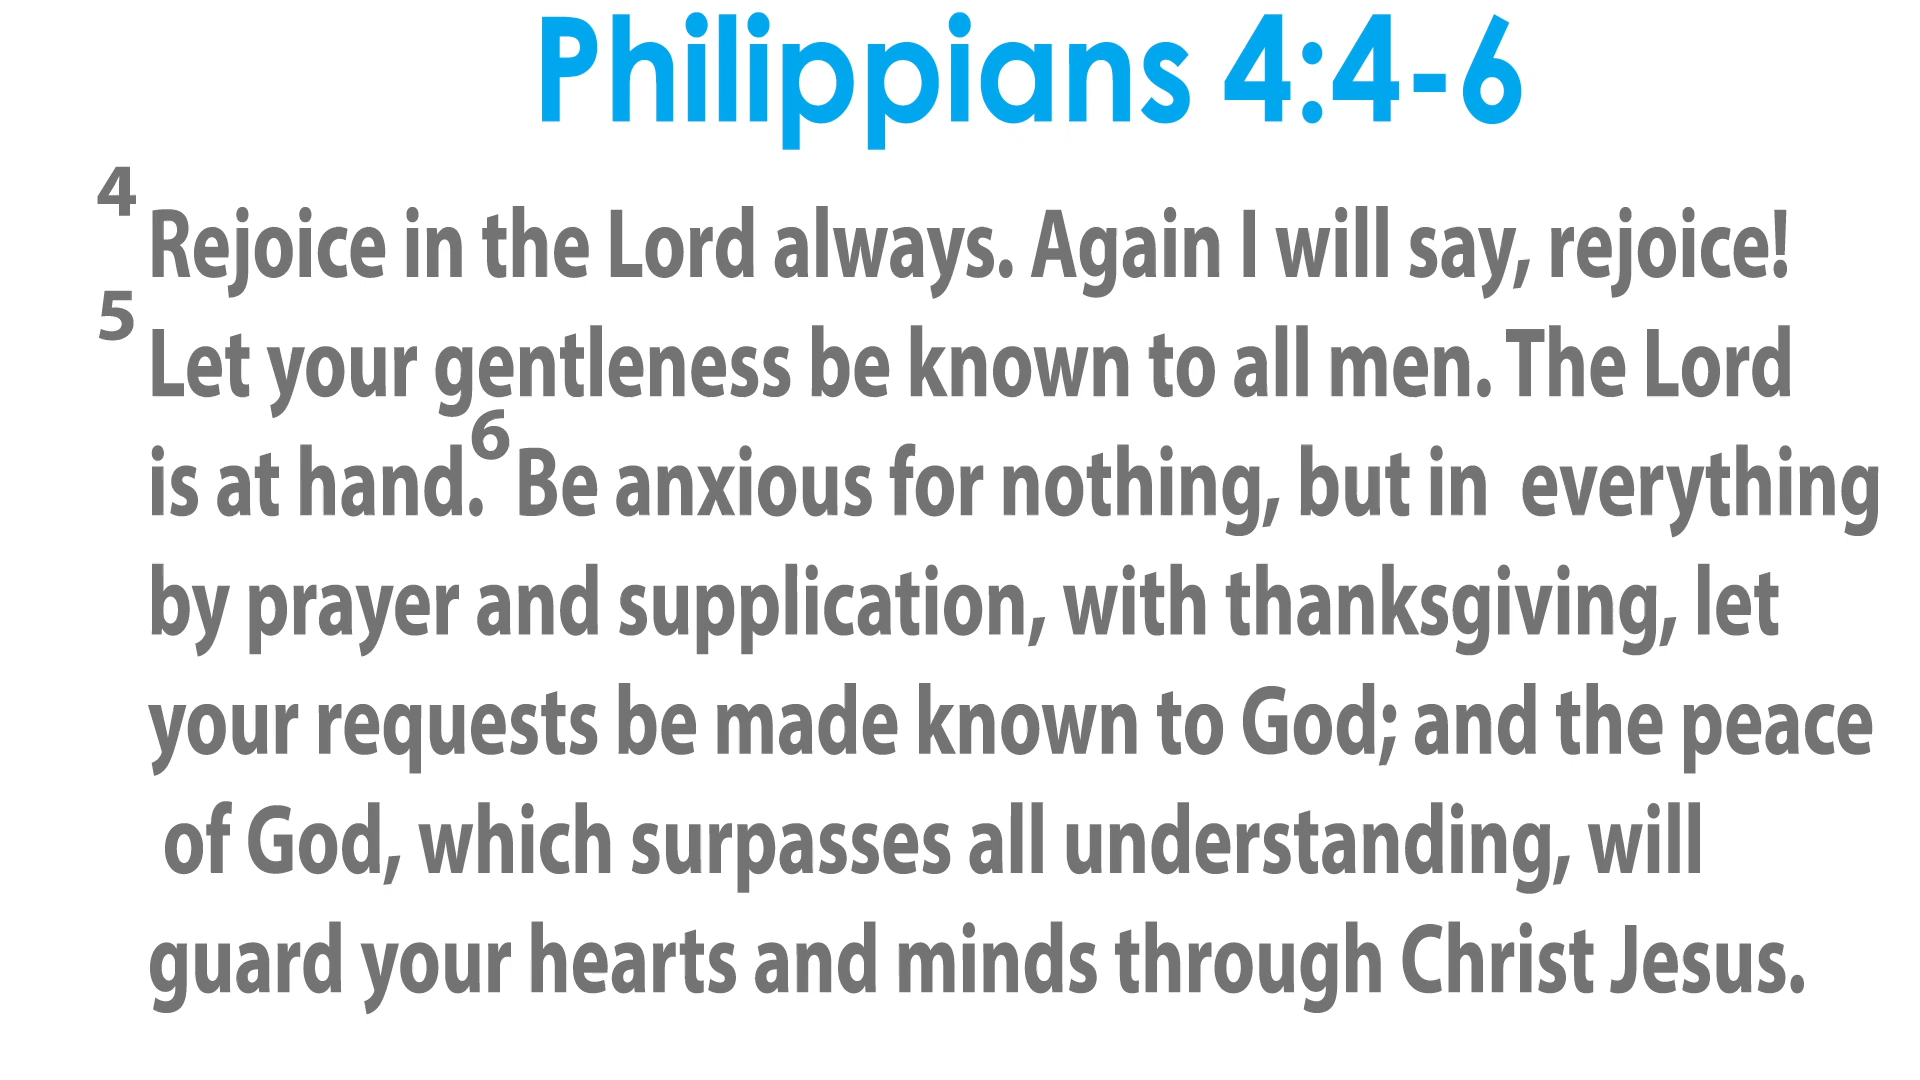 Philippians 4:4-6
4 Rejoice in the Lord always. Again I will say, rejoice!
5 Let your gentleness be known to all men. The Lord
is at hand. 6 Be anxious for nothing, but in everything
by prayer and supplication, with thanksgiving, let
your requests be made known to God; and the peace
of God, which surpasses all understanding, will
guard your hearts and minds through Christ Jesus.